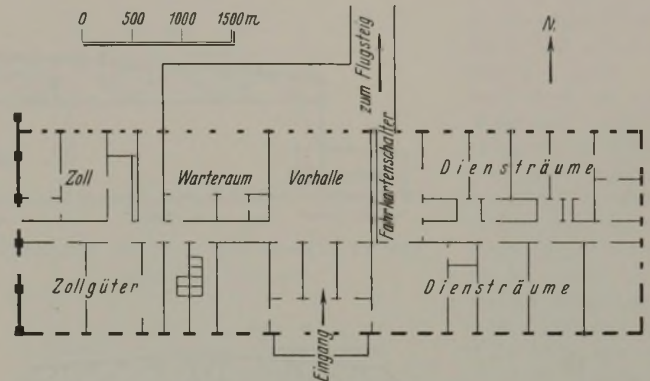 0 500 1000 1500 m
N.
zum Flugsteig
Zoll
Warteraum
Vorhalle
Fahrkartenschalter
Diensträume
Zollgüter
Diensträume
Eingang